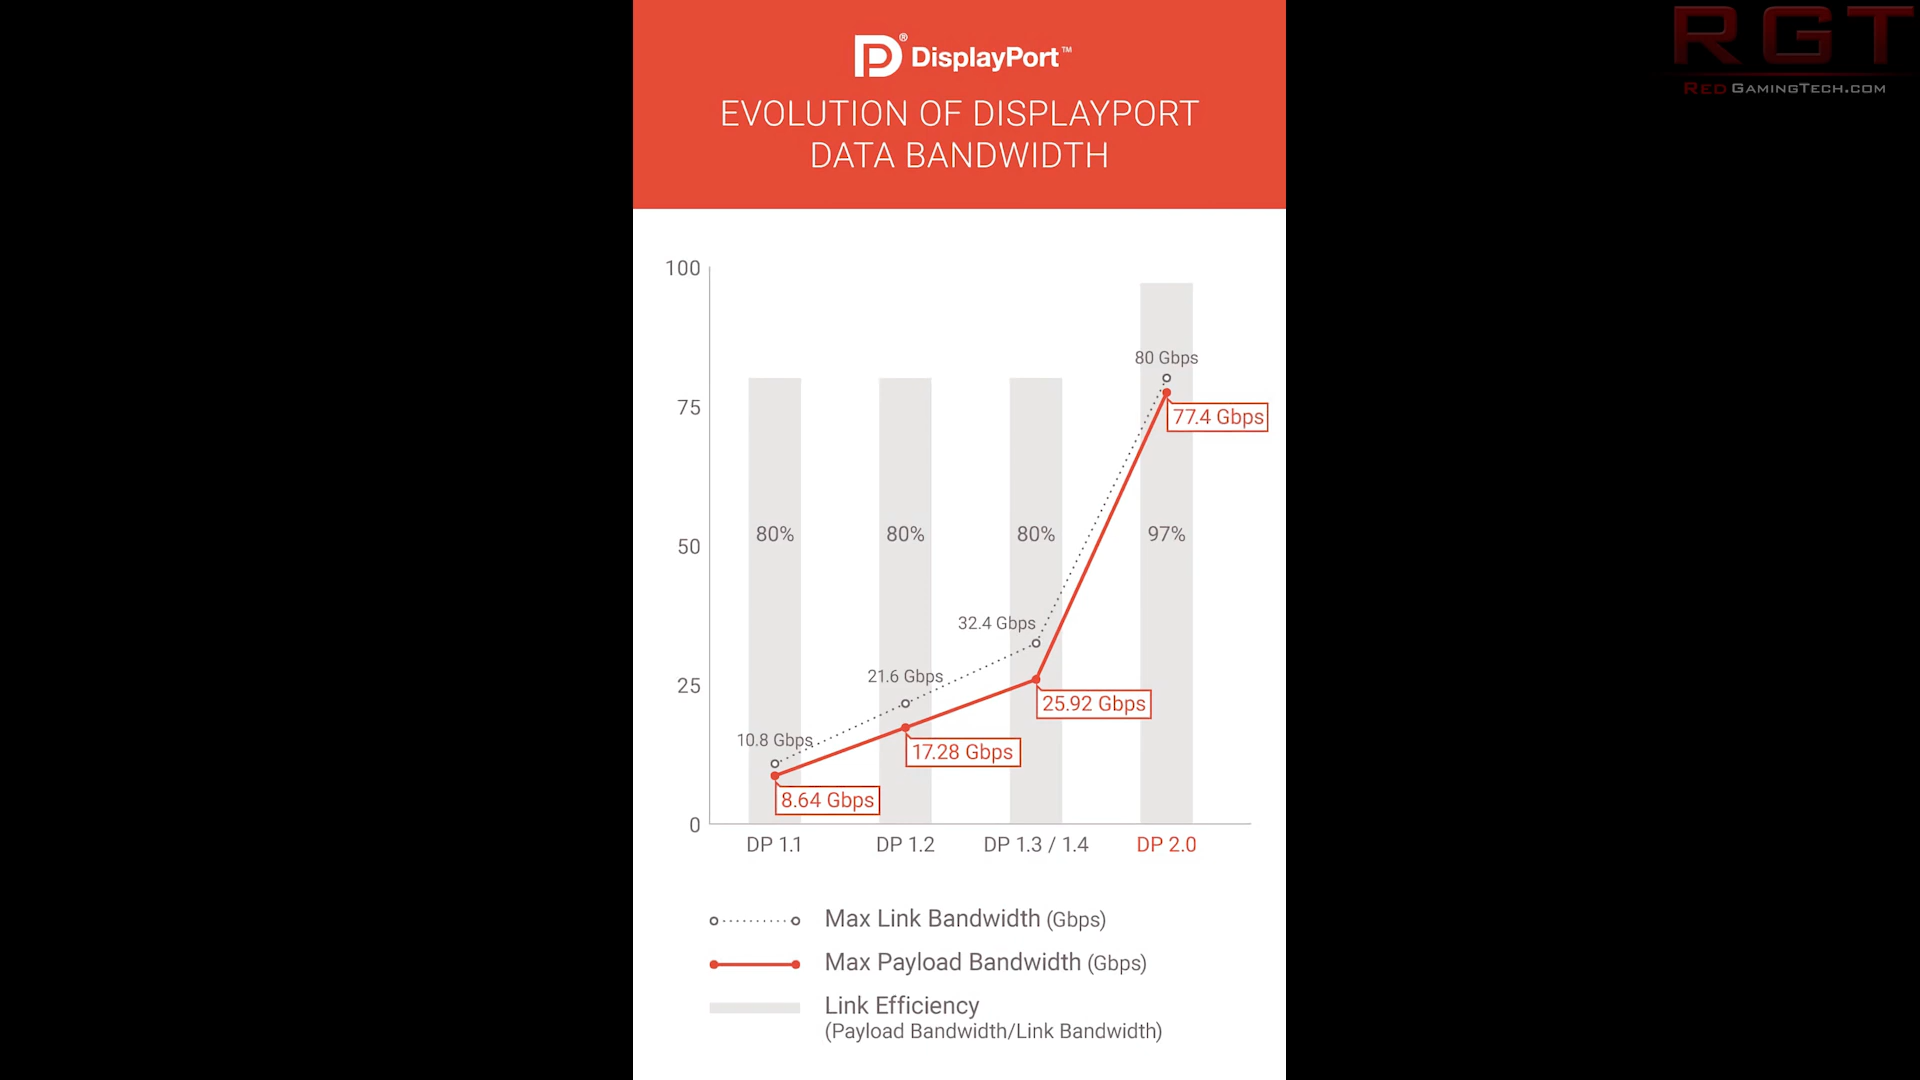 RGT
RED GAMINGTECH.COM
DP® DisplayPort™
EVOLUTION OF DISPLAYPORT
DATA BANDWIDTH
100
75
50
25
0
80%
80%
80%
97%
10.8 Gbps
21.6 Gbps
32.4 Gbps
80 Gbps
8.64 Gbps
17.28 Gbps
25.92 Gbps
77.4 Gbps
DP 1.1
DP 1.2
DP 1.3 / 1.4
DP 2.0
Max Link Bandwidth (Gbps)
Max Payload Bandwidth (Gbps)
Link Efficiency
(Payload Bandwidth/Link Bandwidth)